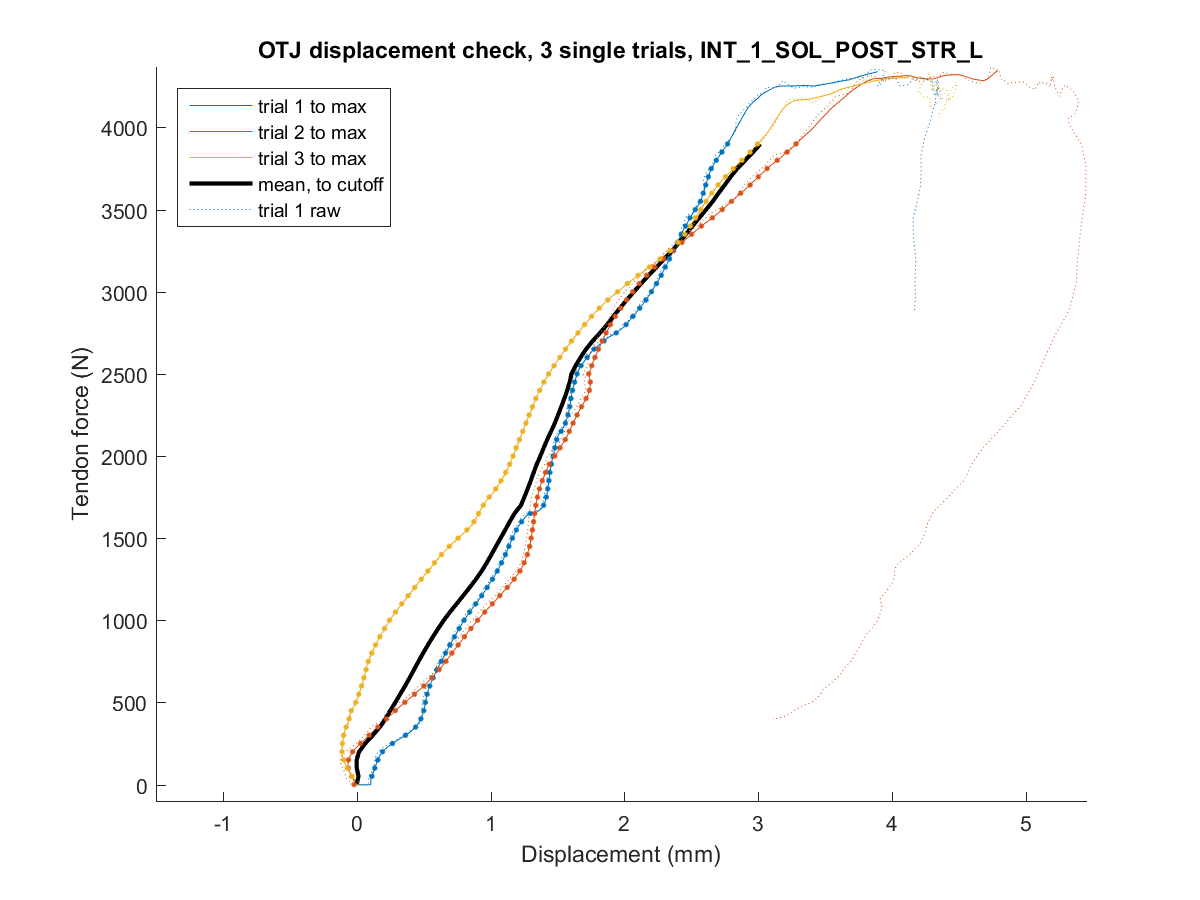 OTJ displacement check, 3 single trials, INT_1_SOL_POST_STR_L
trial 1 to max
trial 2 to max
trial 3 to max
mean, to cutoff
trial 1 raw
Tendon force (N)
4000
3500
3000
2500
2000
1500
1000
500
0
-1 0 1 2 3 4 5
Displacement (mm)